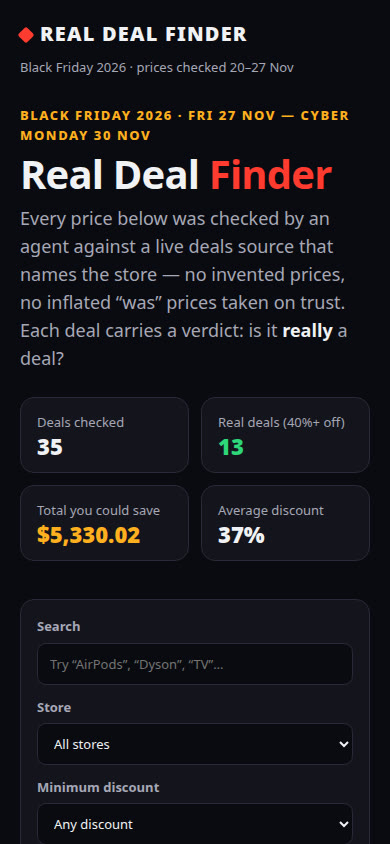 REAL DEAL FINDER
Black Friday 2026 · prices checked 20–27 Nov
BLACK FRIDAY 2026 · FRI 27 NOV — CYBER
MONDAY 30 NOV
Real Deal Finder
Every price below was checked by an
agent against a live deals source that
names the store — no invented prices,
no inflated “was” prices taken on trust.
Each deal carries a verdict: is it really a
deal?
Deals checked
35
Real deals (40%+ off)
13
Total you could save
$5,330.02
Average discount
37%
Search
Try “AirPods”, “Dyson”, “TV”…
Store
All stores
Minimum discount
Any discount